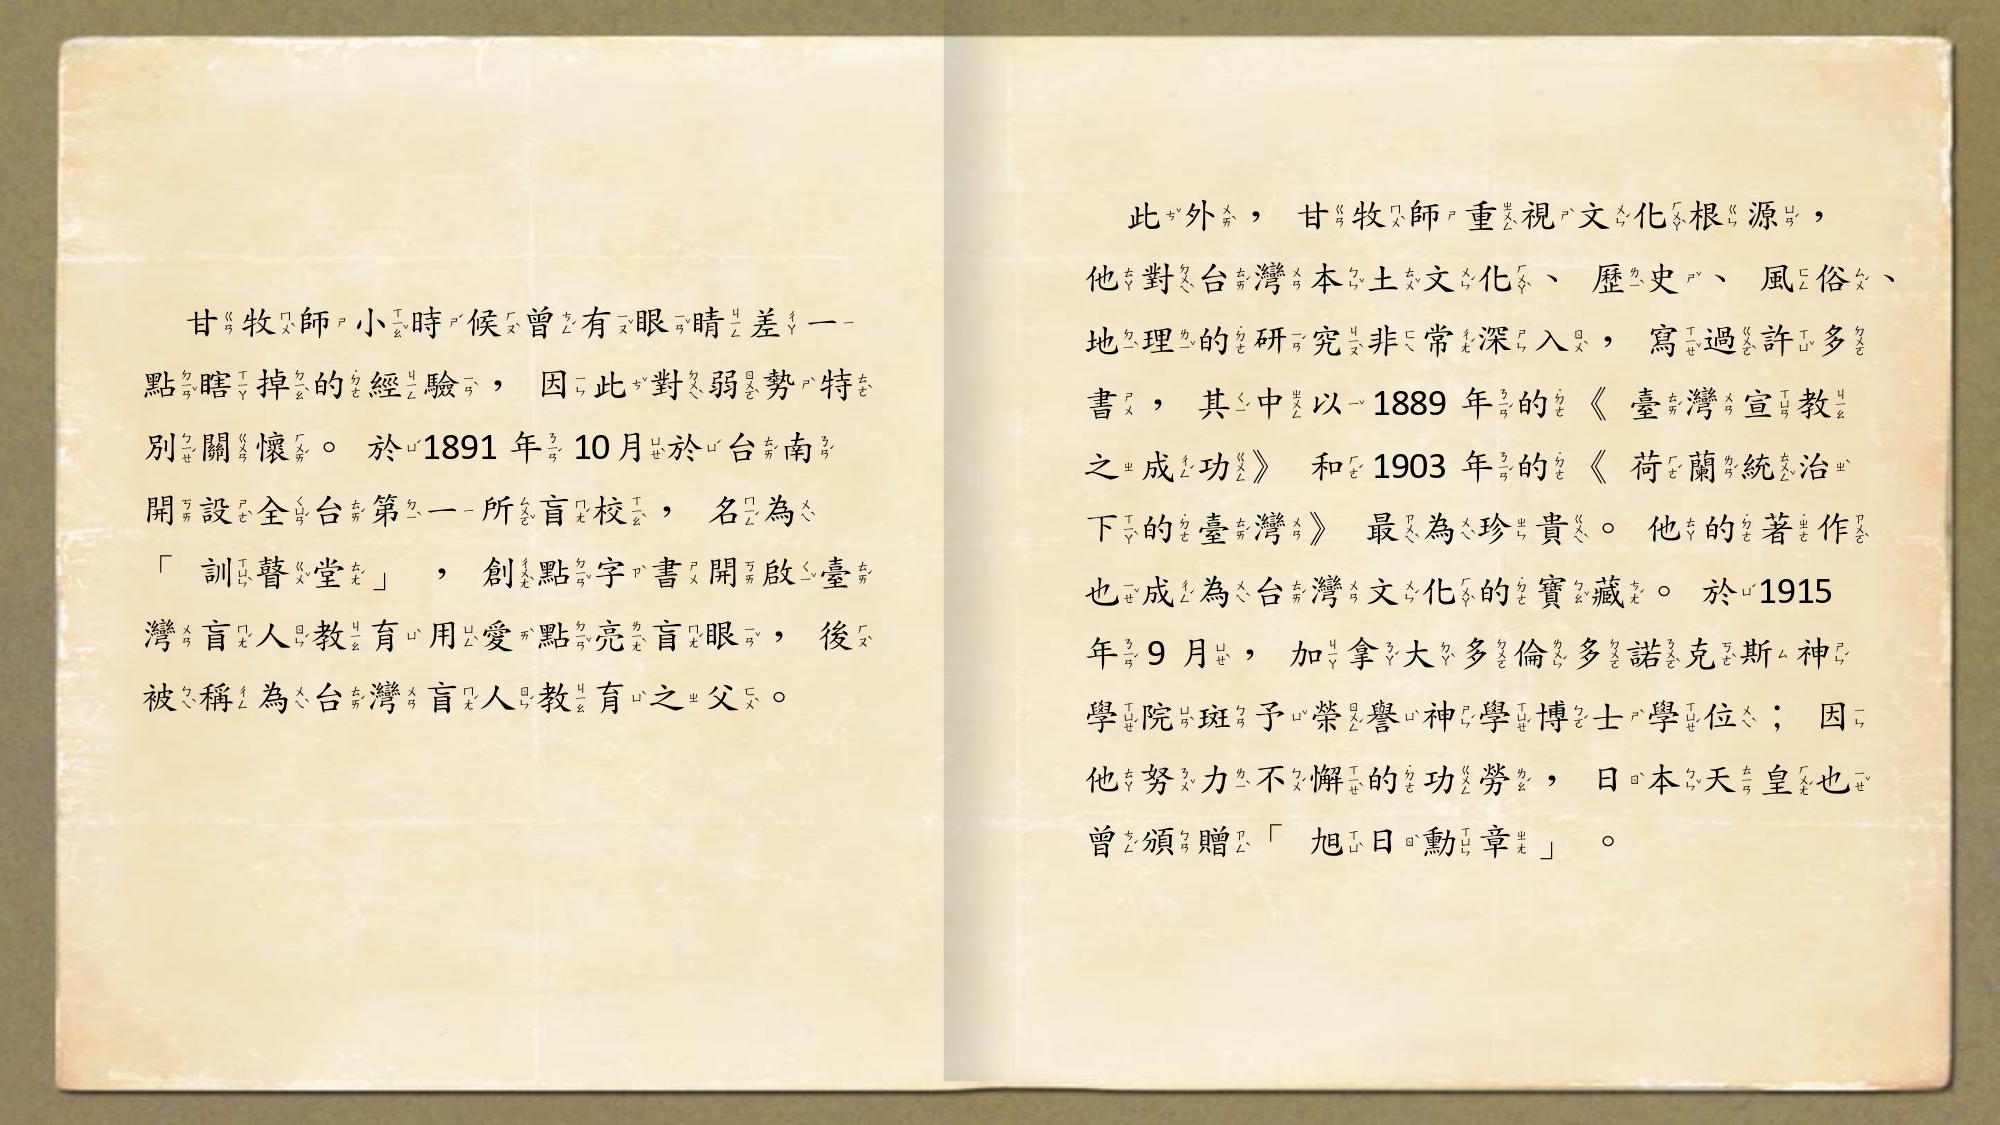 甘牧師小時候曾有眼睛差一
點瞎掉的經驗，因此對弱勢特
別關懷。於1891 年 10 月於台南
開設全台第一所盲校，名為
「訓瞽堂」，創點字書開啟臺
灣盲人教育用愛點亮盲眼，後
被稱為台灣盲人教育之父。
此外，甘牧師重視文化根源，
他對台灣本土文化、歷史、風俗、
地理的研究非常深入，寫過許多
書，其中以 1889 年的《臺灣宣教
之成功》和 1903 年的《荷蘭統治
下的臺灣》最為珍貴。他的著作
也成為台灣文化的寶藏。於1915
年 9 月，加拿大多倫多諾克斯神
學院斑予榮譽神學博士學位；因
他努力不懈的功勞，日本天皇也
曾頒贈「旭日勳章」。